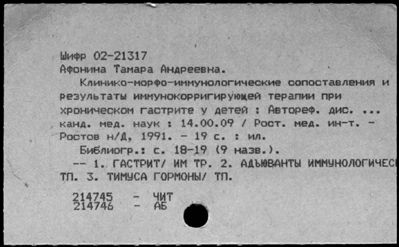 Шифр 02-21317
Афонина Тамара Андреевна.
Клинико-морфо-иммунологические сопоставления и
результаты иммунокорригирующей терапии при
хроническом гастрите у детей : Автореф. дис. ...
канд. мед. наук : 14.00.09 / Рост. мед. ин-т. -
Ростов н/Д, 1991. - 19 с. : ил.
Библиогр.: с. 18-19 (9 назв.).
-- 1. ГАСТРИТ/ ИМ ТР. 2. АДЪЮВАНТЫ ИММУНОЛОГИЧЕС
ТП. 3. ТИМУСА ГОРМОНЫ/ ТП.
214745 - ЧИТ
214746 - АБ